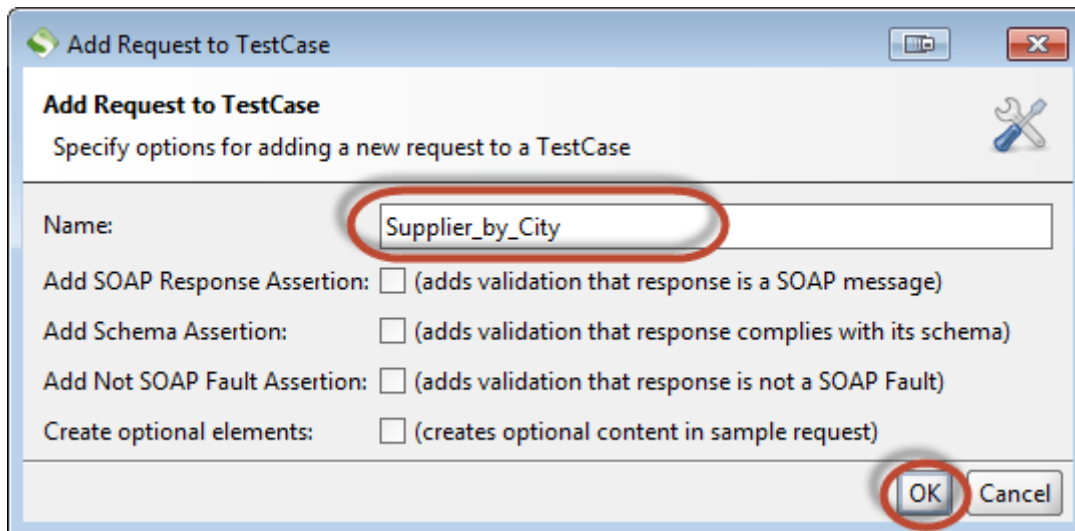 Add Request to TestCase
Add Request to TestCase
Specify options for adding a new request to a TestCase
Name: Supplier_by_City
Add SOAP Response Assertion: (adds validation that response is a SOAP message)
Add Schema Assertion: (adds validation that response complies with its schema)
Add Not SOAP Fault Assertion: (adds validation that response is not a SOAP Fault)
Create optional elements: (creates optional content in sample request)
OK Cancel